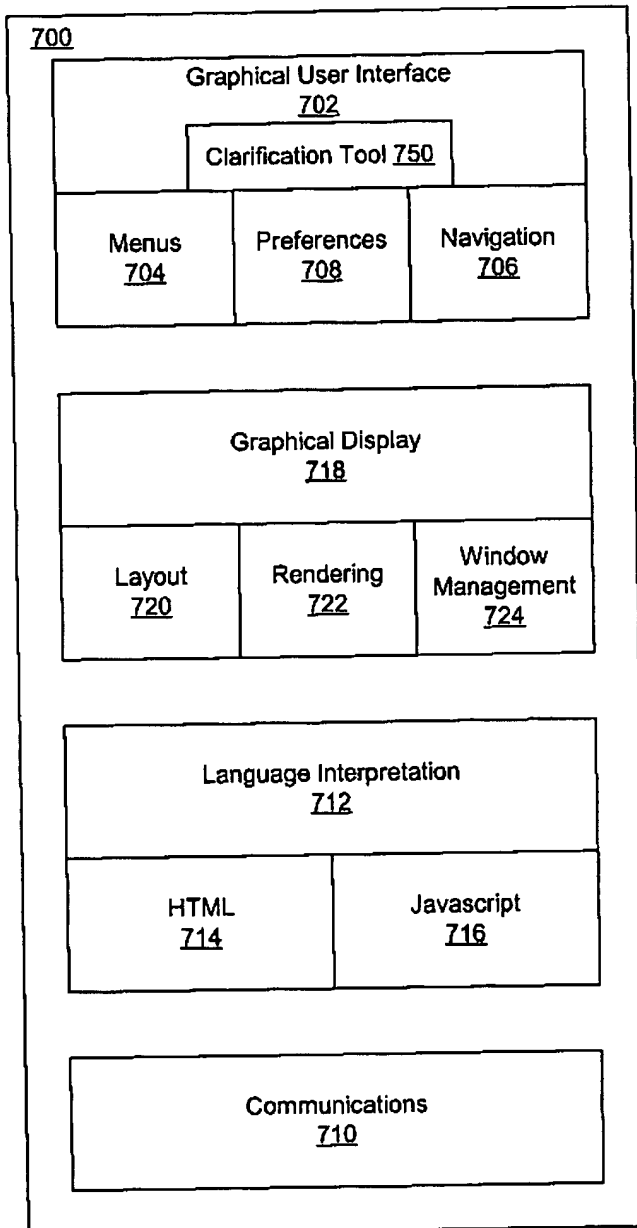 700
Graphical User Interface
702
Clarification Tool 750
Menus
704
Preferences
708
Navigation
706
Graphical Display
718
Layout
720
Rendering
722
Window
Management
724
Language Interpretation
712
HTML
714
Javascript
716
Communications
710